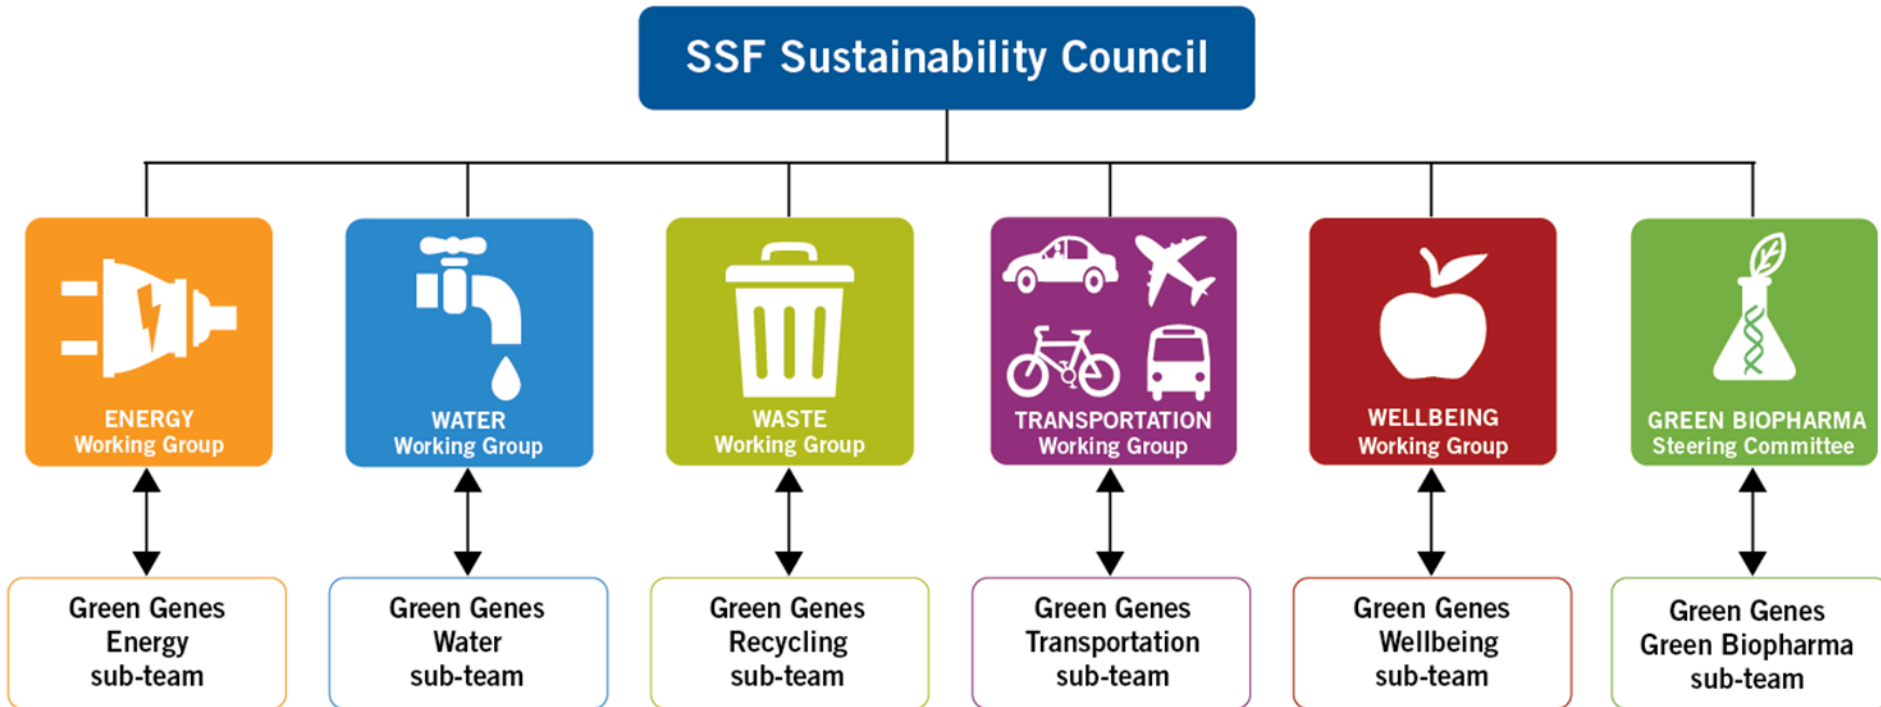 SSF Sustainability Council
ENERGY
Working Group
WATER
Working Group
WASTE
Working Group
TRANSPORTATION
Working Group
WELLBEING
Working Group
GREEN BIOPHARMA
Steering Committee
Green Genes
Energy
sub-team
Green Genes
Water
sub-team
Green Genes
Recycling
sub-team
Green Genes
Transportation
sub-team
Green Genes
Wellbeing
sub-team
Green Genes
Green Biopharma
sub-team